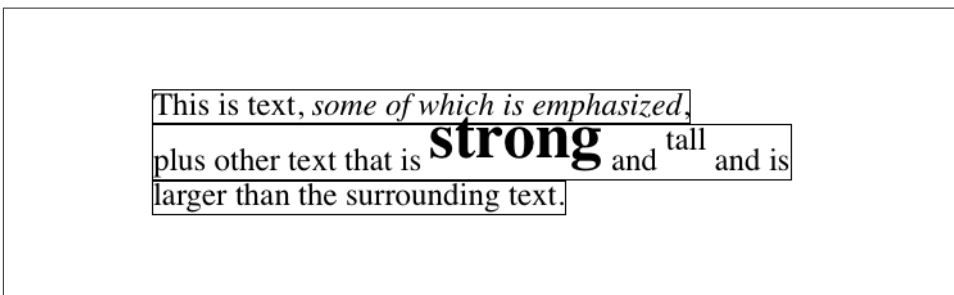 This is text, some of which is emphasized,
plus other text that is strong and tall and is
larger than the surrounding text.